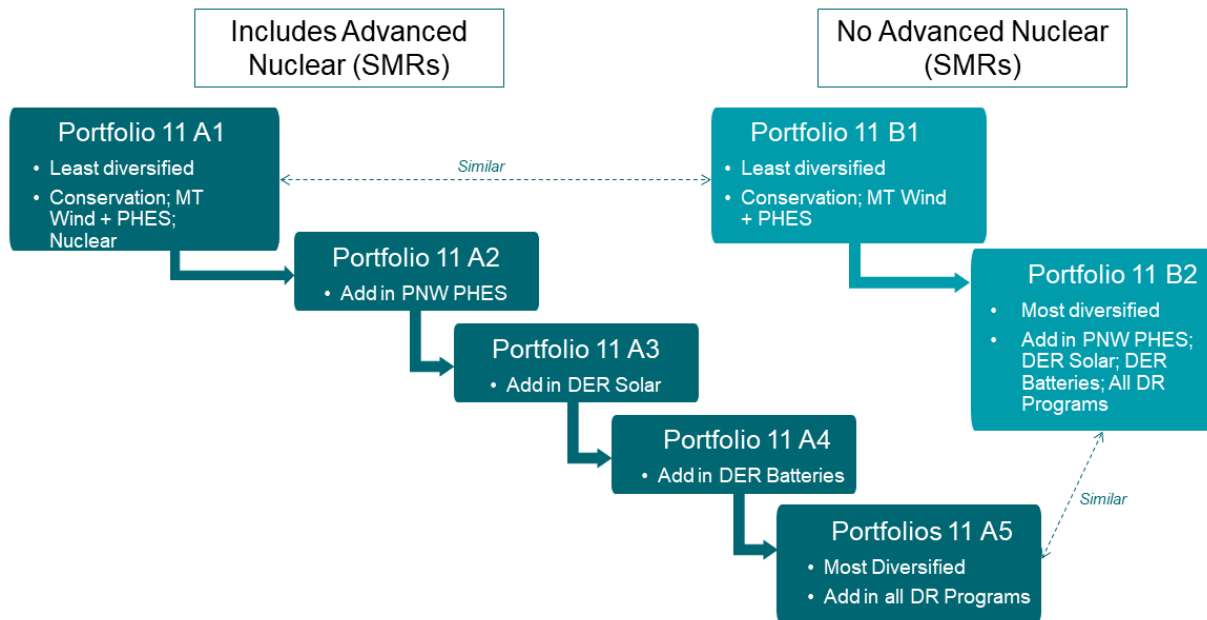 Includes Advanced
Nuclear (SMRs)
No Advanced Nuclear
(SMRs)
Portfolio 11 A1
• Least diversified
• Conservation; MT
Wind + PHES;
Nuclear
Similar
Portfolio 11 B1
• Least diversified
• Conservation; MT Wind
+ PHES
Portfolio 11 A2
• Add in PNW PHES
Portfolio 11 B2
• Most diversified
• Add in PNW PHES;
DER Solar; DER
Batteries; All DR
Programs
Portfolio 11 A3
• Add in DER Solar
Portfolio 11 A4
• Add in DER Batteries
Similar
Portfolios 11 A5
• Most Diversified
• Add in all DR Programs